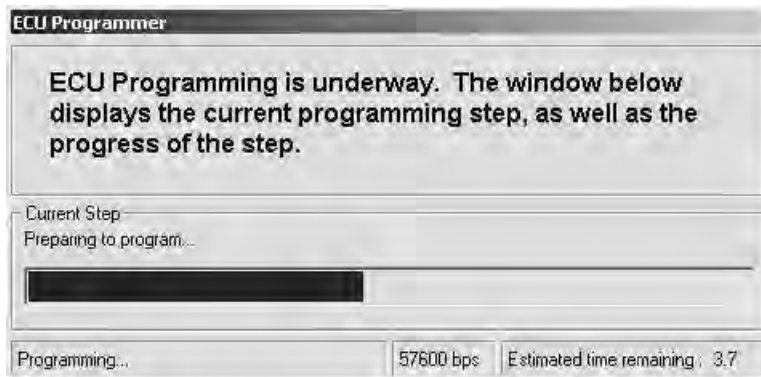 ECU Programmer
ECU Programming is underway. The window below
displays the current programming step, as well as the
progress of the step.
Current Step
Preparing to program...
Programming...
57600 bps
Estimated time remaining : 3.7